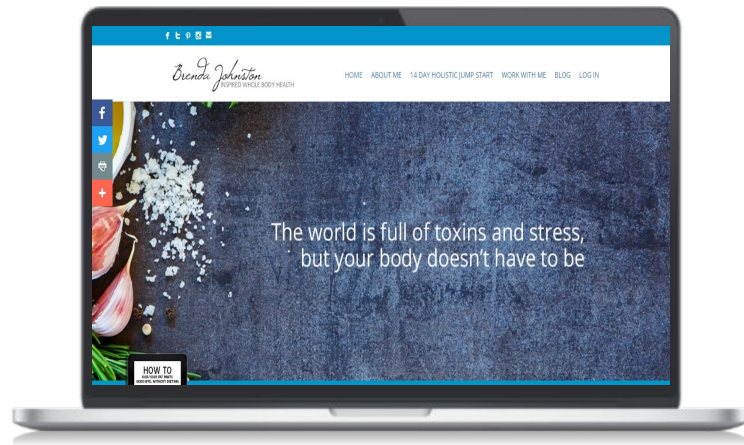 Brenda Johnston
INSPIRED WHOLE BODY HEALTH
HOME ABOUT ME 14 DAY HOLISTIC JUMP START WORK WITH ME BLOG LOG IN
The world is full of toxins and stress,
but your body doesn't have to be
HOW TO